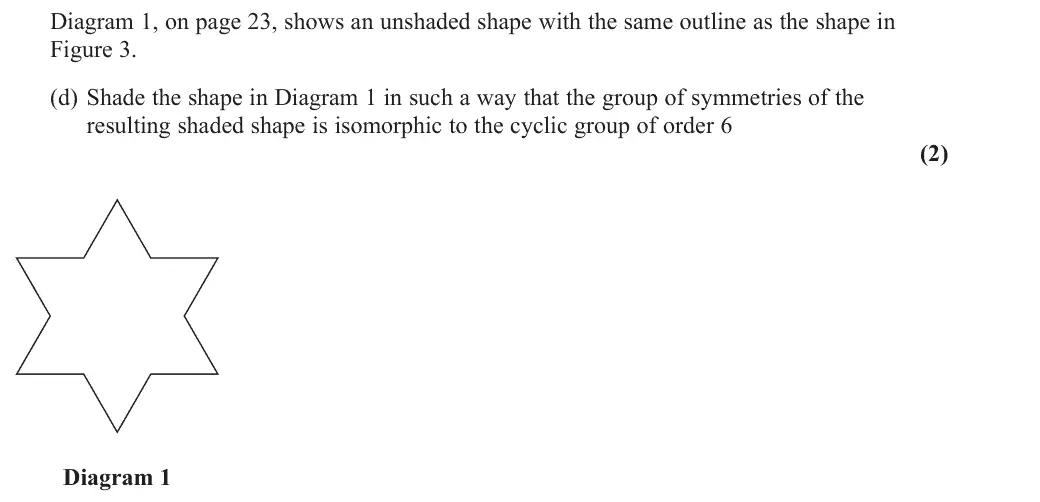 Diagram 1, on page 23, shows an unshaded shape with the same outline as the shape in
Figure 3.
(d) Shade the shape in Diagram 1 in such a way that the group of symmetries of the
resulting shaded shape is isomorphic to the cyclic group of order 6
(2)
Diagram 1